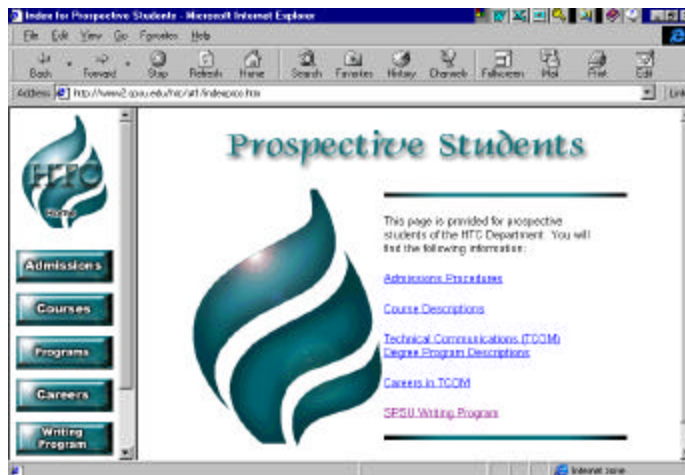 Index for Prospective Students - Microsoft Internet Explorer
File Edit View Go Favorites Help
Back Forward Stop Refresh Home Search Favorites History Channels Fullscreen Mail Print Edit
Address
Link
HTC
Home
Admissions
Courses
Programs
Careers
Writing
Program
Prospective Students
This page is provided for prospective
students of the HTC Department. You will
find the following information:
Admissions Procedures
Course Descriptions
Technical Communications (TCOM)
Degree Program Descriptions
Careers in TCOM
SPSU Writing Program
Internet zone